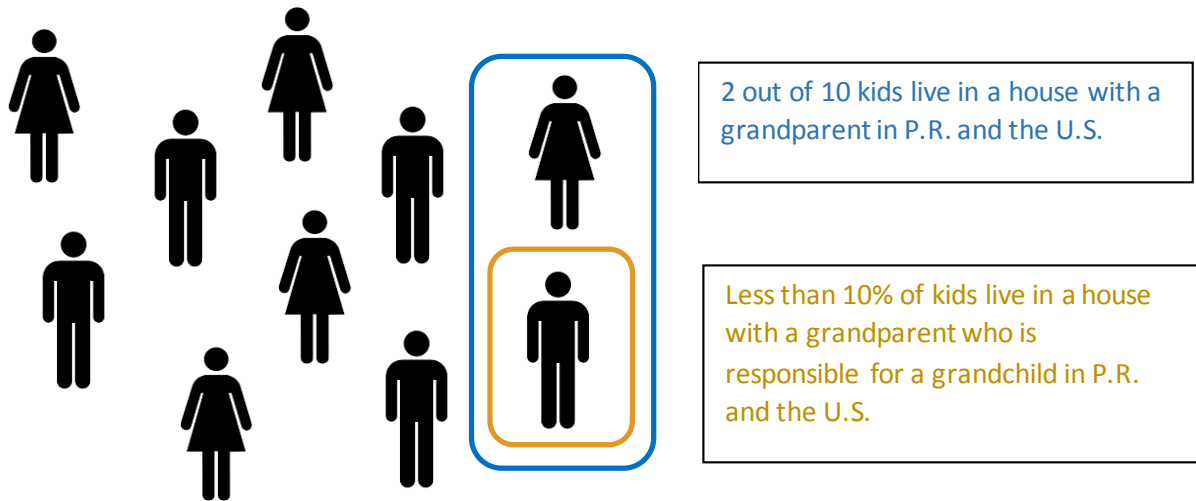 2 out of 10 kids live in a house with a
grandparent in P.R. and the U.S.
Less than 10% of kids live in a house
with a grandparent who is
responsible for a grandchild in P.R.
and the U.S.